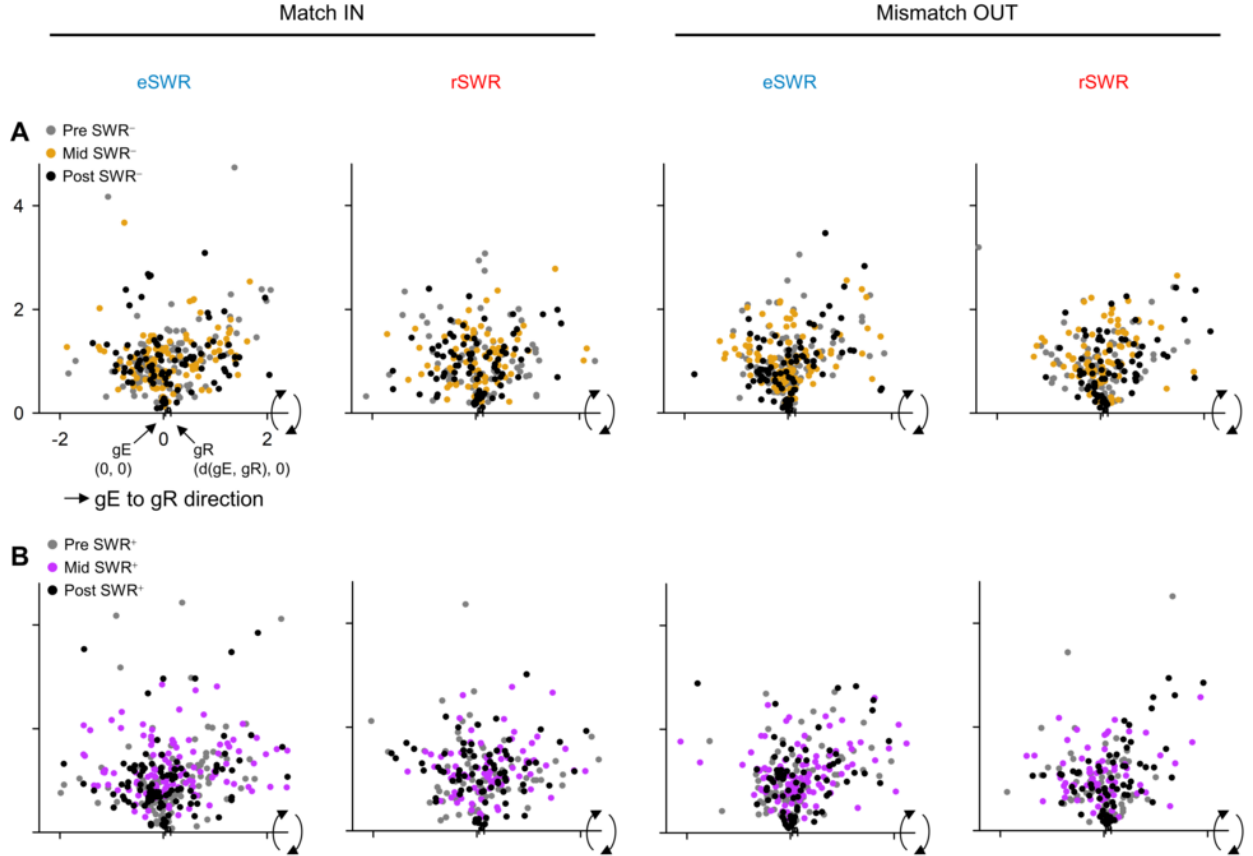 Match IN
Mismatch OUT
eSWR
rSWR
eSWR
rSWR
A
Pre SWR⁻
Mid SWR⁻
Post SWR⁻
4
2
0
-2
0
2
gE
(0, 0)
gR
(d(gE, gR), 0)
gE to gR direction
B
Pre SWR⁺
Mid SWR⁺
Post SWR⁺